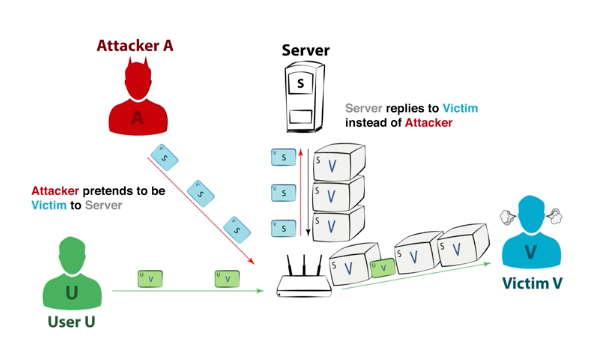 Attacker A
Server
A
S
Server replies to Victim
instead of Attacker
V S
V S
V S
Attacker pretends to be
Victim to Server
V S
V S
V S
S V
S V
S V
U
User U
U V
U V
S V
U V
S V
S V
V
Victim V